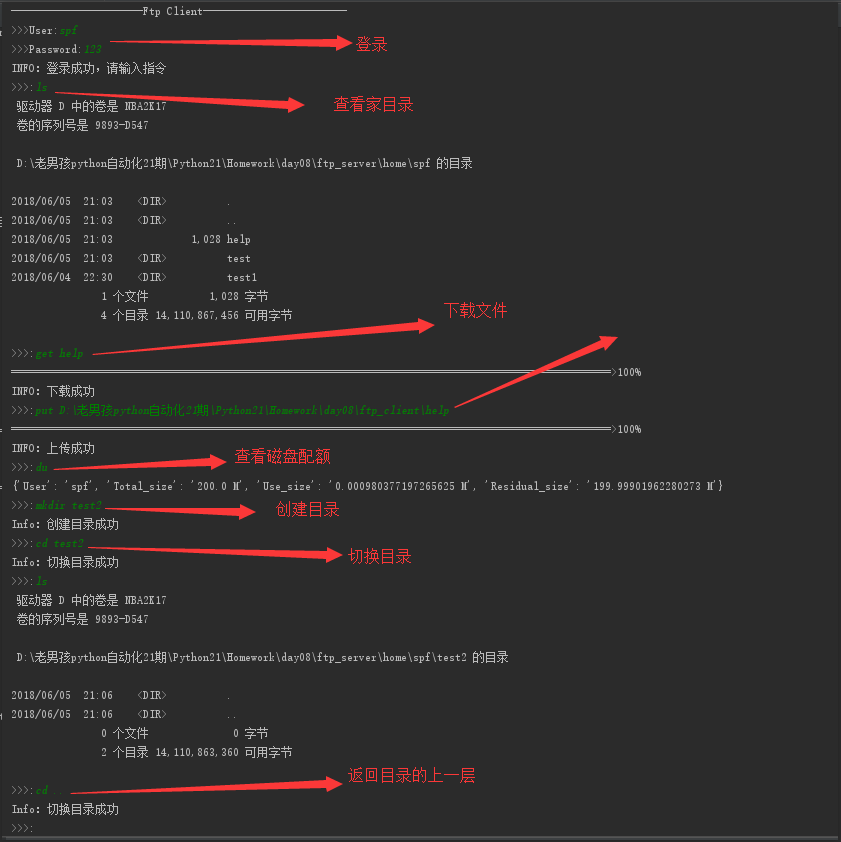 Ftp Client
>>>User:spf
>>>Password:123
登录
INFO: 登录成功，请输入指令
>>>:ls
查看家目录
驱动器 D 中的卷是 NBA2K17
卷的序列号是 9893-D547
D:\老男孩python自动化21期\Python21\Homework\day08\ftp_server\home\spf 的目录
2018/06/05 21:03 <DIR> .
2018/06/05 21:03 <DIR> ..
2018/06/05 21:03 1,028 help
2018/06/05 21:03 <DIR> test
2018/06/04 22:30 <DIR> test1
1 个文件 1,028 字节
4 个目录 14,110,867,456 可用字节
下载文件
>>>:get help
>100%
INFO: 下载成功
>>>:put D:\老男孩python自动化21期\Python21\Homework\day08\ftp_client\help
>100%
INFO: 上传成功
>>>:du
查看磁盘配额
{'User': 'spf', 'Total_size': '200.0 M', 'Use_size': '0.000980377197265625 M', 'Residual_size': '199.99901962280273 M'}
>>>:mkdir test2
创建目录
Info: 创建目录成功
>>>:cd test2
切换目录
Info: 切换目录成功
>>>:ls
驱动器 D 中的卷是 NBA2K17
卷的序列号是 9893-D547
D:\老男孩python自动化21期\Python21\Homework\day08\ftp_server\home\spf\test2 的目录
2018/06/05 21:06 <DIR> .
2018/06/05 21:06 <DIR> ..
0 个文件 0 字节
2 个目录 14,110,863,360 可用字节
返回目录的上一层
>>>:cd ..
Info: 切换目录成功
>>>: